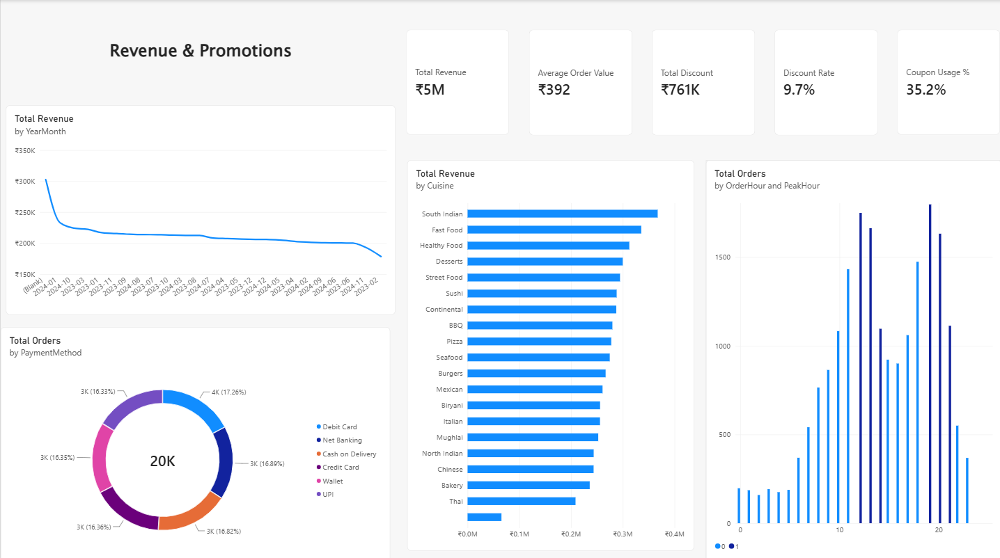 Revenue & Promotions
Total Revenue
₹5M
Average Order Value
₹392
Total Discount
₹761K
Discount Rate
9.7%
Coupon Usage %
35.2%
Total Revenue
by YearMonth
₹350K
₹300K
₹250K
₹200K
₹150K
(Blank)
2024-01
2024-10
2023-03
2023-01
2023-11
2023-09
2024-08
2023-07
2023-10
2024-03
2023-08
2024-07
2023-04
2023-05
2023-12
2024-12
2024-05
2023-04
2024-02
2024-09
2024-06
2023-06
2024-11
2023-02
Total Orders
by PaymentMethod
3K (16.33%)
4K (17.26%)
3K (16.35%)
3K (16.89%)
3K (16.36%)
3K (16.82%)
20K
Debit Card
Net Banking
Cash on Delivery
Credit Card
Wallet
UPI
Total Revenue
by Cuisine
South Indian
Fast Food
Healthy Food
Desserts
Street Food
Sushi
Continental
BBQ
Pizza
Seafood
Burgers
Mexican
Biryani
Italian
Mughlai
North Indian
Chinese
Bakery
Thai
₹0.0M ₹0.1M ₹0.2M ₹0.3M ₹0.4M
Total Orders
by OrderHour and PeakHour
1500
1000
500
0
0 10 20
0 1